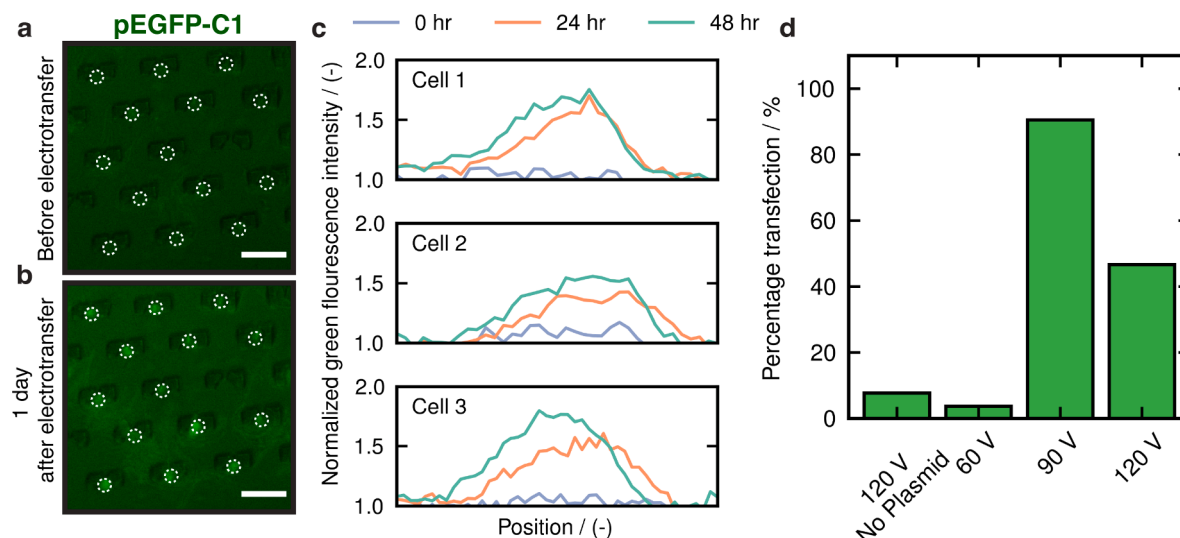 a
pEGFP-C1
Before electrotransfer
b
1 day
after electrotransfer
c
0 hr
24 hr
48 hr
Normalized green flourescence intensity / (-)
2.0
1.5
1.0
Cell 1
2.0
1.5
1.0
Cell 2
2.0
1.5
1.0
Cell 3
Position / (-)
d
Percentage transfection / %
100
80
60
40
20
0
120 V
No Plasmid
60 V
90 V
120 V